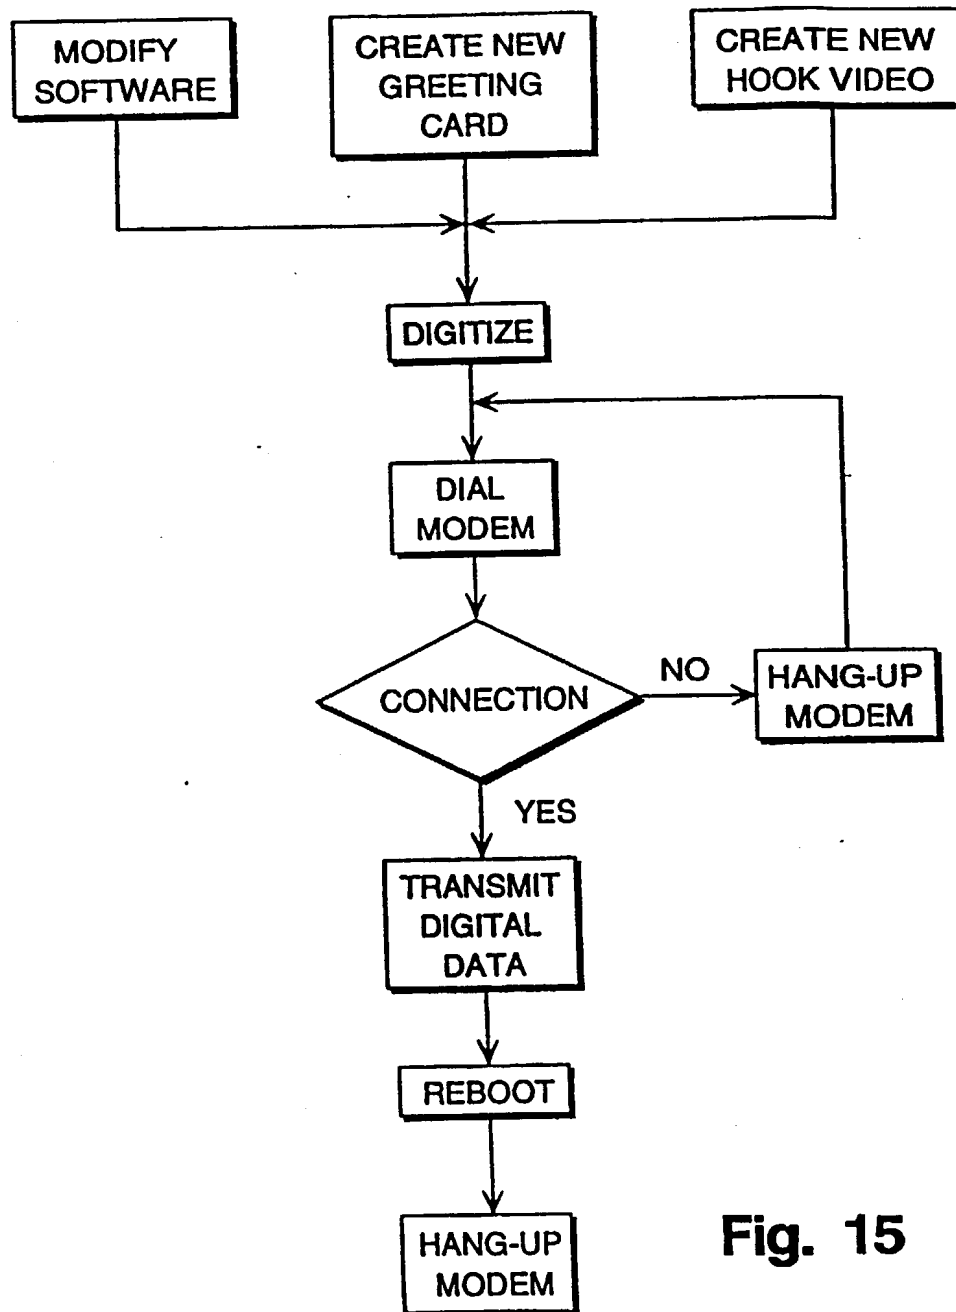 MODIFY
SOFTWARE
CREATE NEW
GREETING
CARD
CREATE NEW
HOOK VIDEO
DIGITIZE
DIAL
MODEM
CONNECTION
NO
HANG-UP
MODEM
YES
TRANSMIT
DIGITAL
DATA
REBOOT
HANG-UP
MODEM
Fig. 15